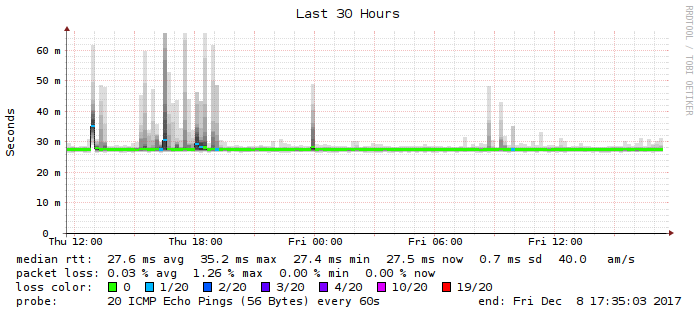 Last 30 Hours
RRDTOOL / TOBI OETIKER
Seconds
60 m
50 m
40 m
30 m
20 m
10 m
0
Thu 12:00 Thu 18:00 Fri 00:00 Fri 06:00 Fri 12:00
median rtt: 27.6 ms avg 35.2 ms max 27.4 ms min 27.5 ms now 0.7 ms sd 40.0 am/s
packet loss: 0.03 % avg 1.26 % max 0.00 % min 0.00 % now
loss color: 0 1/20 2/20 3/20 4/20 10/20 19/20
probe: 20 ICMP Echo Pings (56 Bytes) every 60s end: Fri Dec 8 17:35:03 2017